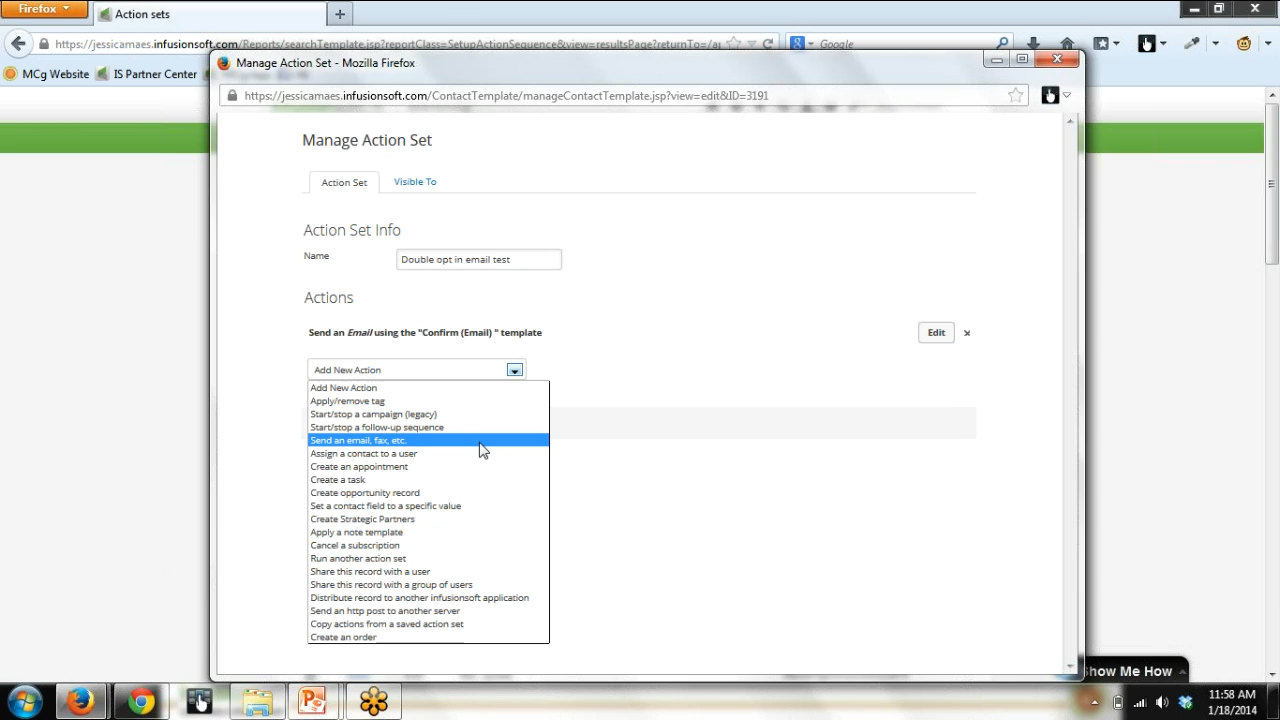 Firefox
Action sets
https://jessicamaes.infusionsoft.com/Reports/searchTemplate.jsp?reportClass=SetupActionSequence&view=resultsPage?returnTo=/a
Google
MCg Website
IS Partner Center
Manage Action Set - Mozilla Firefox
https://jessicamaes.infusionsoft.com/ContactTemplate/manageContactTemplate.jsp?view=edit&ID=3191
Manage Action Set
Action Set
Visible To
Action Set Info
Name
Double opt in email test
Actions
Send an Email using the "Confirm (Email) " template
Edit
Add New Action
Add New Action
Apply/remove tag
Start/stop a campaign (legacy)
Start/stop a follow-up sequence
Send an email, fax, etc.
Assign a contact to a user
Create an appointment
Create a task
Create opportunity record
Set a contact field to a specific value
Create Strategic Partners
Apply a note template
Cancel a subscription
Run another action set
Share this record with a user
Share this record with a group of users
Distribute record to another infusionsoft application
Send an http post to another server
Copy actions from a saved action set
Create an order
Show Me How
11:58 AM
1/18/2014